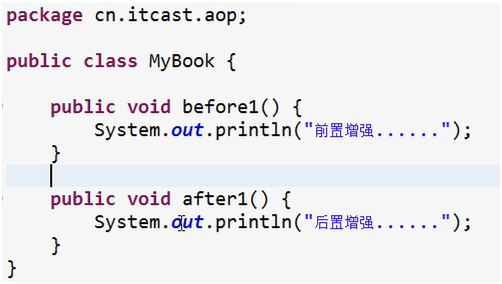 package cn.itcast.aop;
public class MyBook {
public void before1() {
System.out.println("前置增强......");
}
public void after1() {
System.out.println("后置增强......");
}
}